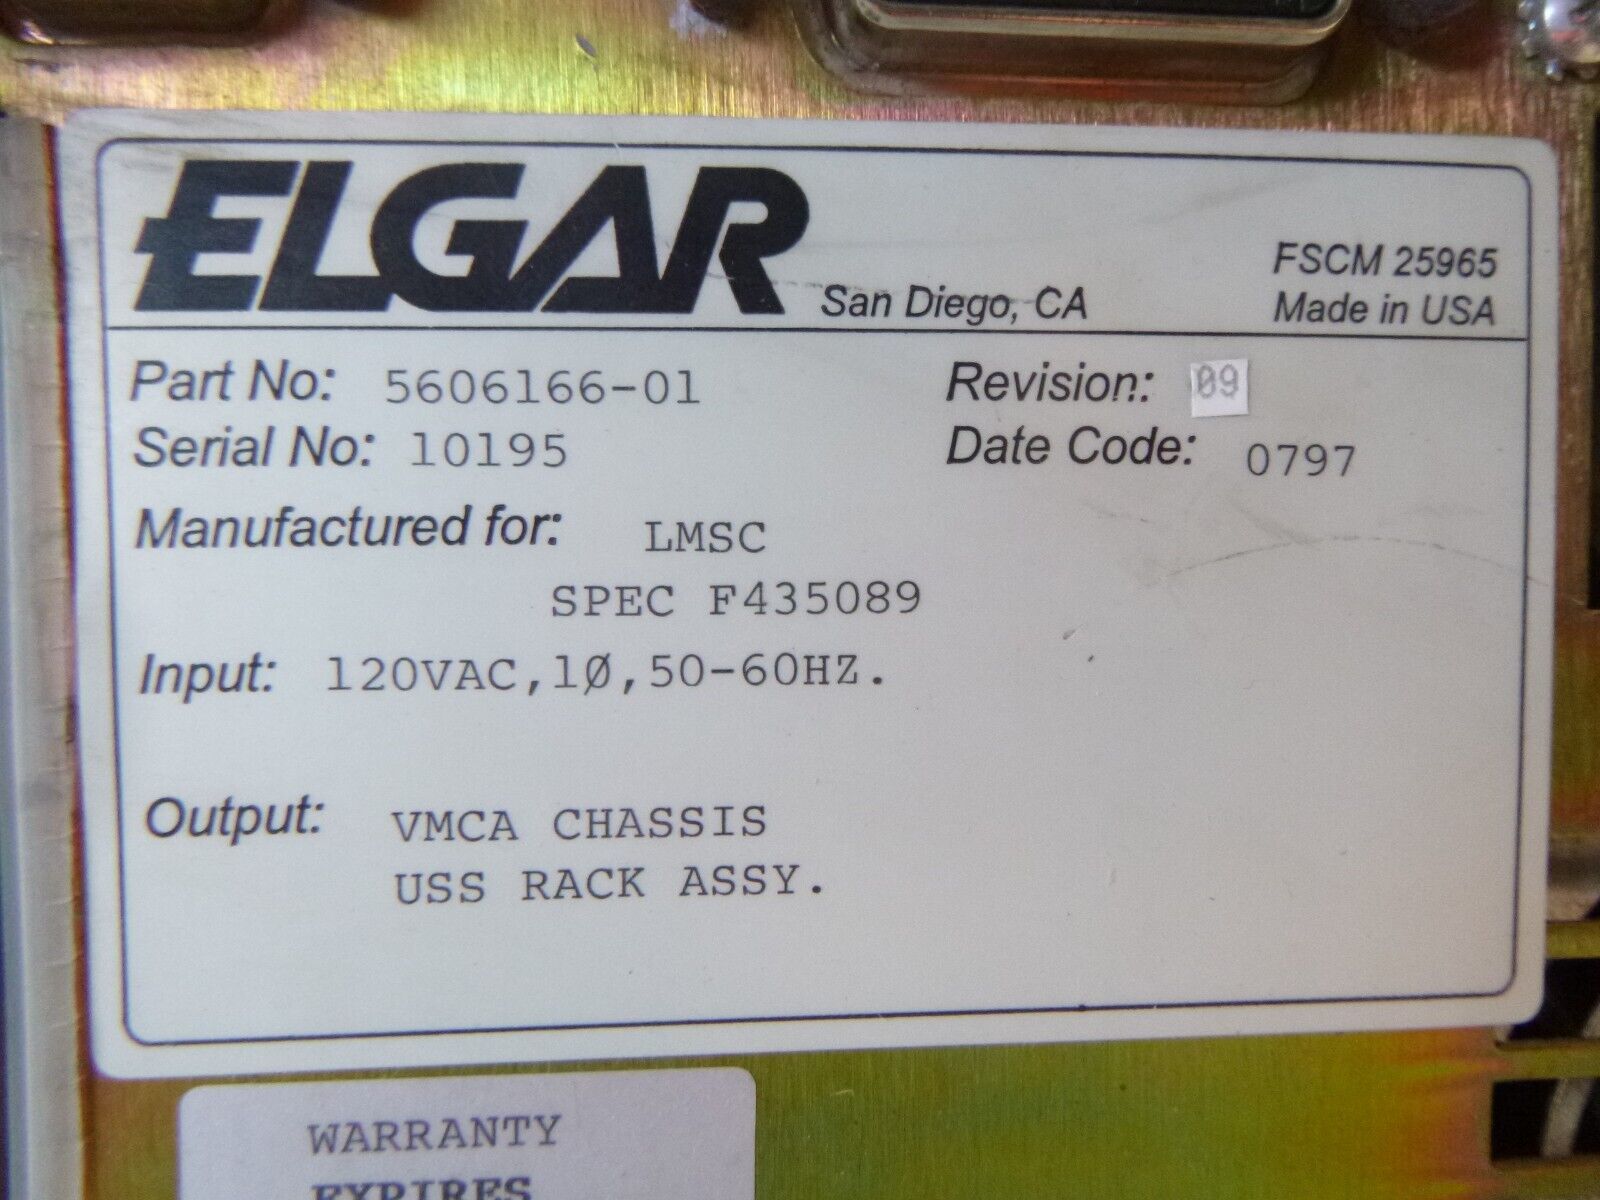 ELGAR San Diego, CA
FSCM 25965
Made in USA
Part No: 5606166-01
Revision: 09
Serial No: 10195
Date Code: 0797
Manufactured for: LMSC
SPEC F435089
Input: 120VAC,1Ø,50-60HZ.
Output: VMCA CHASSIS
USS RACK ASSY.
WARRANTY
EXPIRES